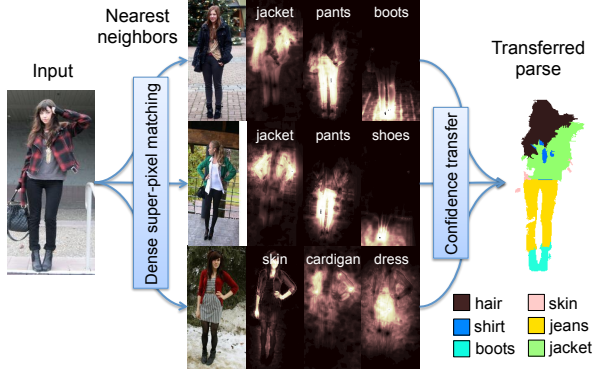 Input
Nearest
neighbors
Dense super-pixel matching
jacket pants boots
jacket pants shoes
skin cardigan dress
Confidence transfer
Transferred
parse
hair skin
shirt jeans
boots jacket